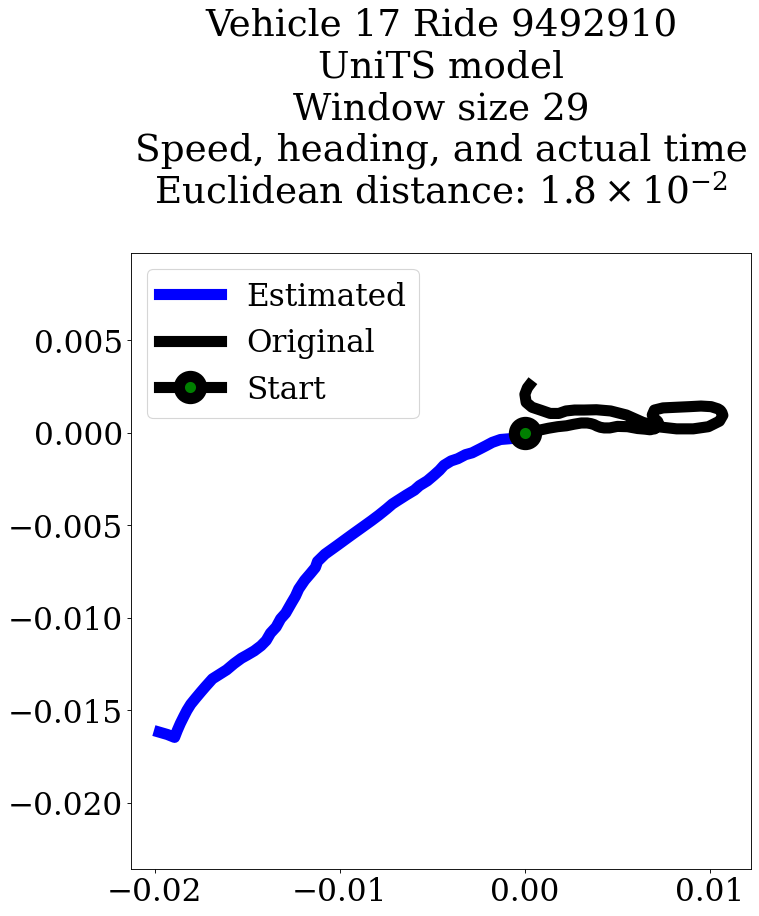 Vehicle 17 Ride 9492910
UniTS model
Window size 29
Speed, heading, and actual time
Euclidean distance: 1.8 × 10⁻²
Estimated
Original
Start
0.005
0.000
−0.005
−0.010
−0.015
−0.020
−0.02 −0.01 0.00 0.01